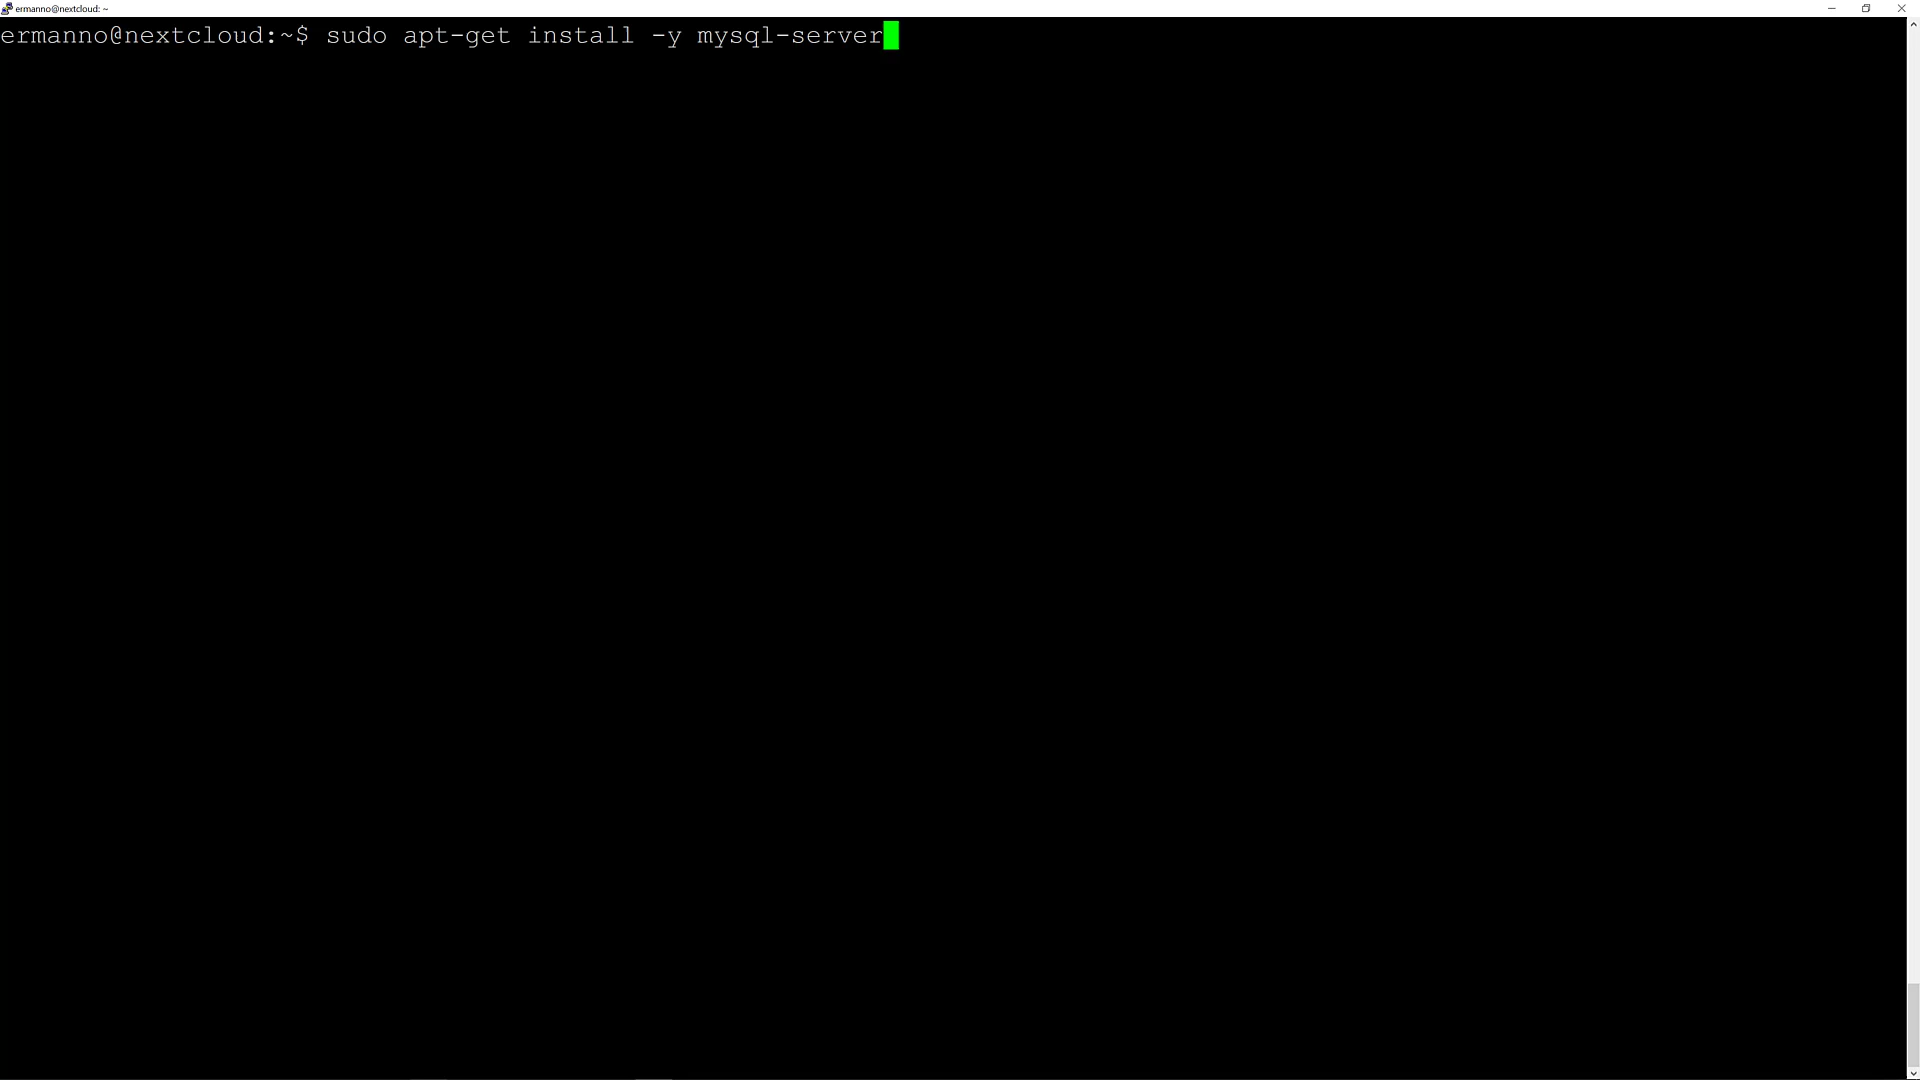 ermanno@nextcloud: ~
ermanno@nextcloud:~$ sudo apt-get install -y mysql-server